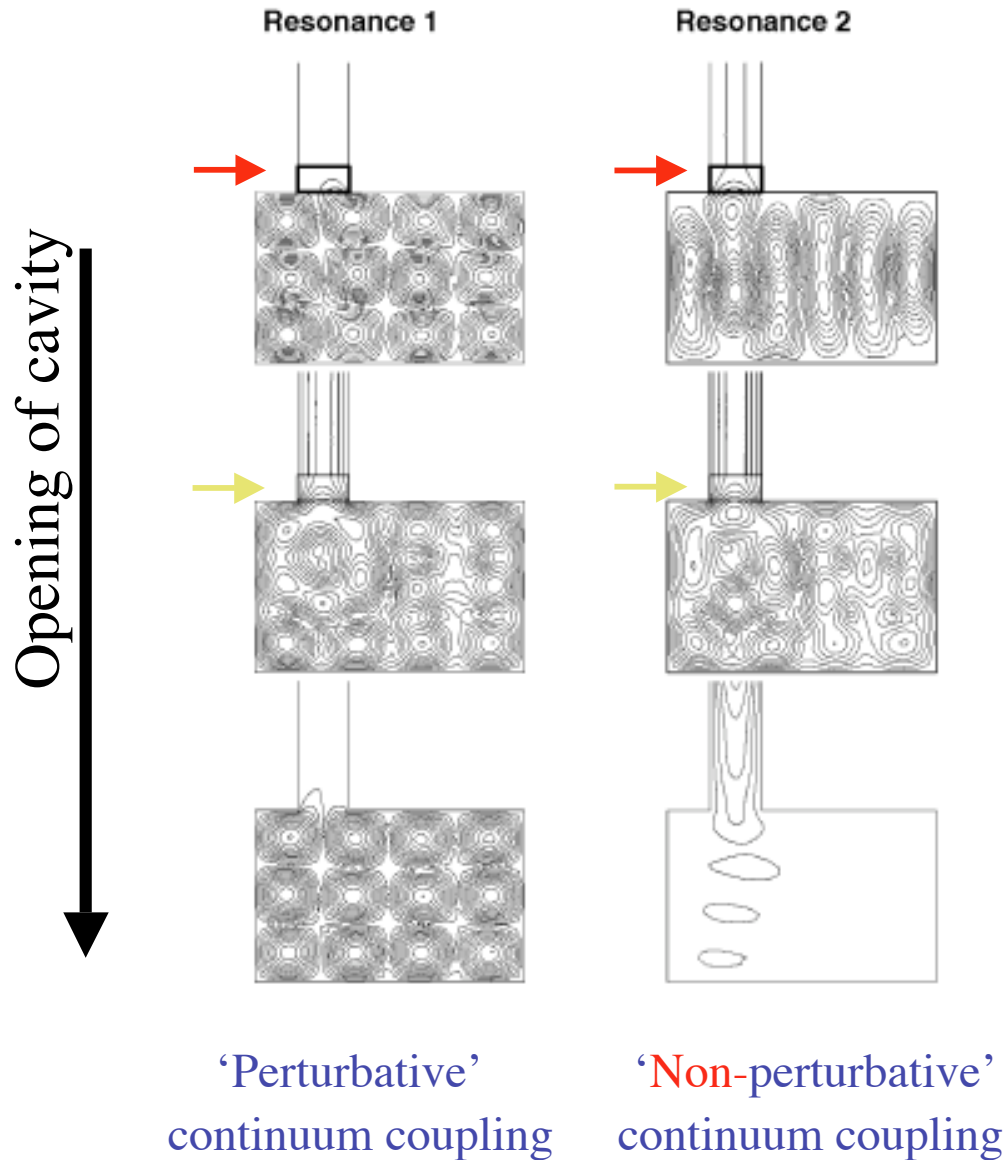 Resonance 1
Resonance 2
Opening of cavity
‘Perturbative’
continuum coupling
‘Non-perturbative’
continuum coupling